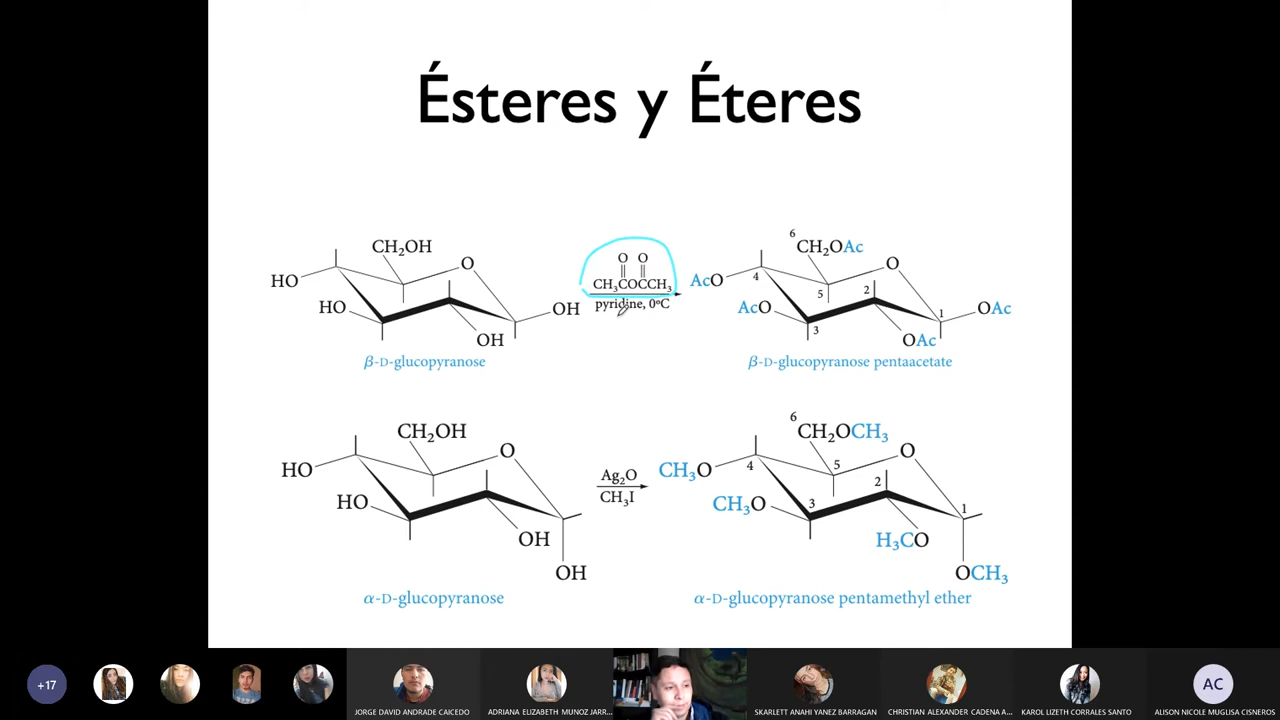 Ésteres y Éteres
CH₂OH
O
HO
HO
OH
OH
β-D-glucopyranose
O O
CH₃COCCH₃
pyridine, 0ºC
6
CH₂OAc
O
AcO
4
5
2
1
AcO
3
OAc
OAc
β-D-glucopyranose pentaacetate
CH₂OH
O
HO
HO
OH
OH
α-D-glucopyranose
Ag₂O
CH₃I
6
CH₂OCH₃
O
CH₃O
4
5
2
1
CH₃O
3
H₃CO
OCH₃
α-D-glucopyranose pentamethyl ether
+17
JORGE DAVID ANDRADE CAICEDO
ADRIANA ELIZABETH MUNOZ JARR...
SKARLETT ANAHI YANEZ BARRAGAN
CHRISTIAN ALEXANDER CADENA A...
KAROL LIZETH CORRALES SANTO
AC
ALISON NICOLE MUGLISA CISNEROS